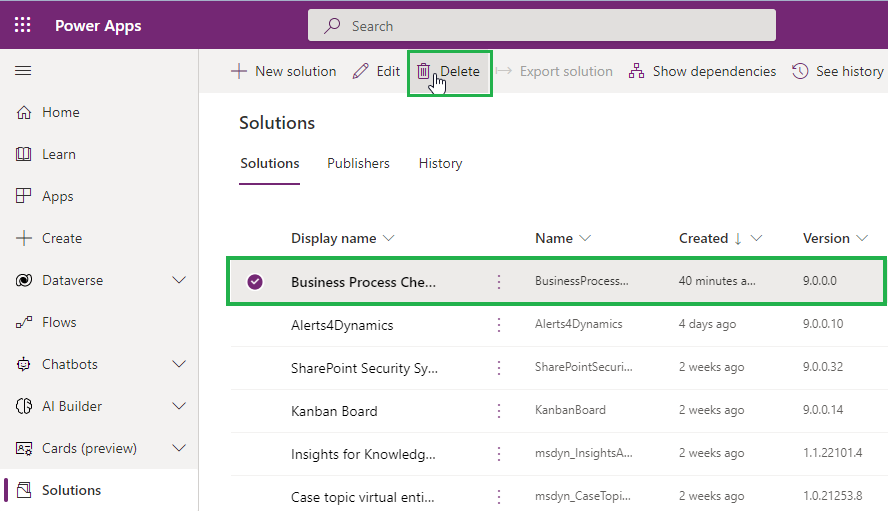 Power Apps
Search
New solution Edit Delete Export solution Show dependencies See history
Home
Learn
Apps
Create
Dataverse
Flows
Chatbots
AI Builder
Cards (preview)
Solutions
Solutions
Solutions Publishers History
Display name Name Created Version
Business Process Che... BusinessProcess... 40 minutes a... 9.0.0.0
Alerts4Dynamics Alerts4Dynamics 4 days ago 9.0.0.10
SharePoint Security Sy... SharePointSecuri... 2 weeks ago 9.0.0.32
Kanban Board KanbanBoard 2 weeks ago 9.0.0.14
Insights for Knowledg... msdyn_InsightsA... 2 weeks ago 1.1.22101.4
Case topic virtual enti... msdyn_CaseTopi... 2 weeks ago 1.0.21253.8